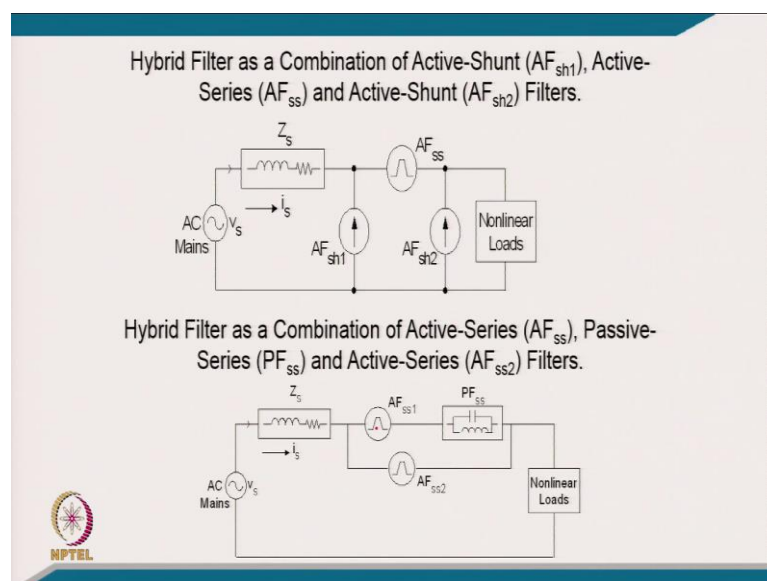 Hybrid Filter as a Combination of Active-Shunt (AFsh1), Active-
Series (AFss) and Active-Shunt (AFsh2) Filters.
Zs
AFss
is
AC
Mains
vs
AFsh1
AFsh2
Nonlinear
Loads
Hybrid Filter as a Combination of Active-Series (AFss), Passive-
Series (PFss) and Active-Series (AFss2) Filters.
Zs
AFss1
PFss
is
AFss2
AC
Mains
vs
Nonlinear
Loads
NPTEL